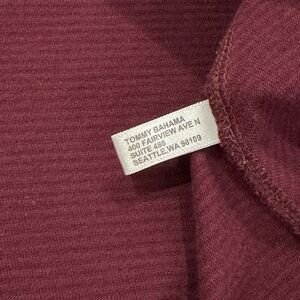 TOMMY BAHAMA
400 FAIRVIEW AVE N
SUITE 488
SEATTLE, WA 98109